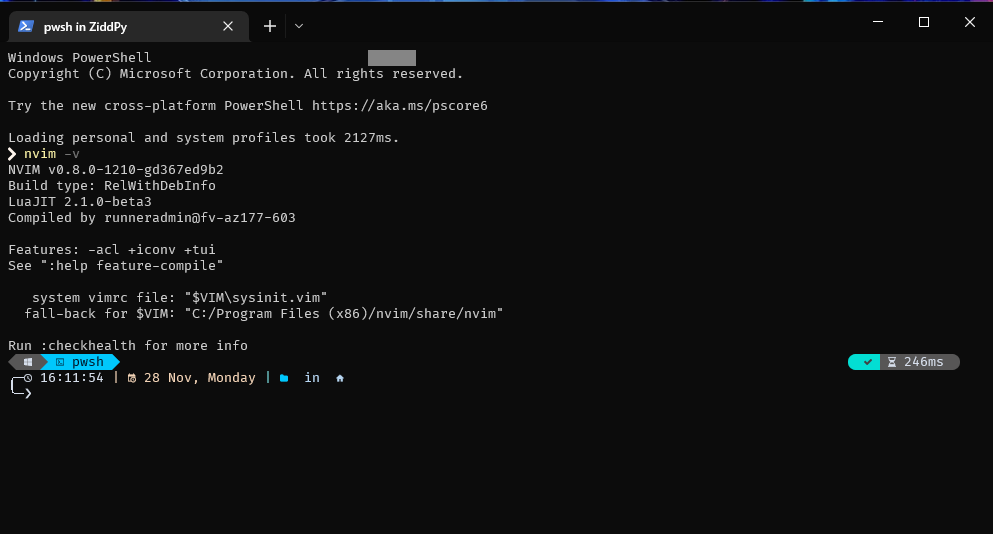 pwsh in ZiddPy
Windows PowerShell
Copyright (C) Microsoft Corporation. All rights reserved.
Try the new cross-platform PowerShell https://aka.ms/pscore6
Loading personal and system profiles took 2127ms.
❯ nvim -v
NVIM v0.8.0-1210-gd367ed9b2
Build type: RelWithDebInfo
LuaJIT 2.1.0-beta3
Compiled by runneradmin@fv-az177-603
Features: -acl +iconv +tui
See ":help feature-compile"
system vimrc file: "$VIM\sysinit.vim"
fall-back for $VIM: "C:/Program Files (x86)/nvim/share/nvim"
Run :checkhealth for more info
pwsh 246ms
16:11:54 | 28 Nov, Monday | in